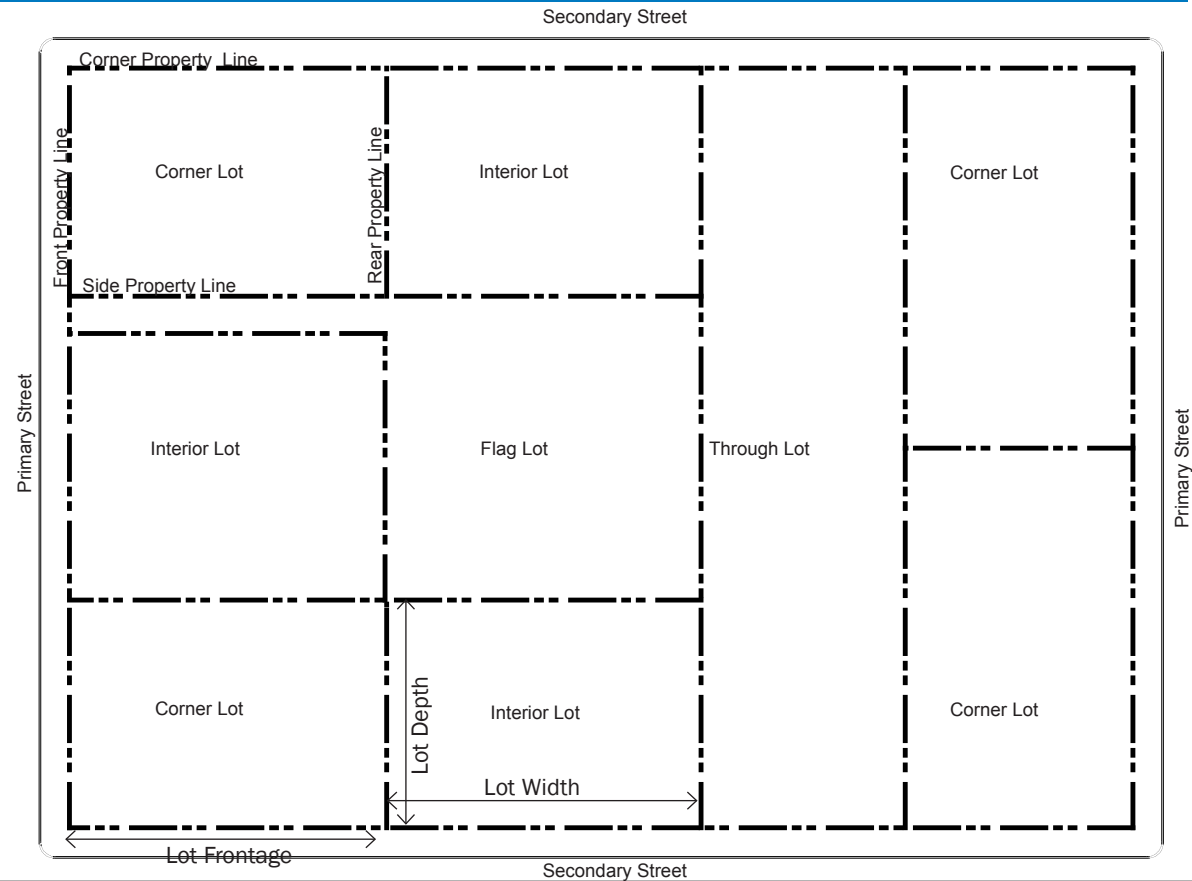 Secondary Street
Corner Property Line
Front Property Line
Rear Property Line
Corner Lot
Interior Lot
Corner Lot
Side Property Line
Primary Street
Interior Lot
Flag Lot
Through Lot
Primary Street
Corner Lot
Lot Depth
Interior Lot
Corner Lot
Lot Width
Lot Frontage
Secondary Street